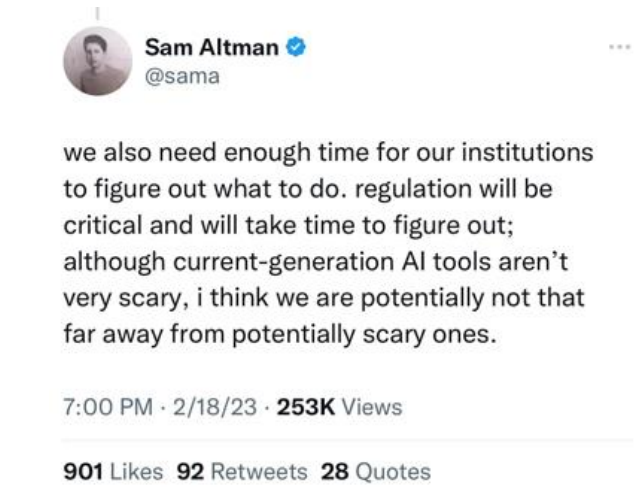 Sam Altman
@sama
we also need enough time for our institutions
to figure out what to do. regulation will be
critical and will take time to figure out;
although current-generation AI tools aren’t
very scary, i think we are potentially not that
far away from potentially scary ones.
7:00 PM · 2/18/23 · 253K Views
901 Likes 92 Retweets 28 Quotes